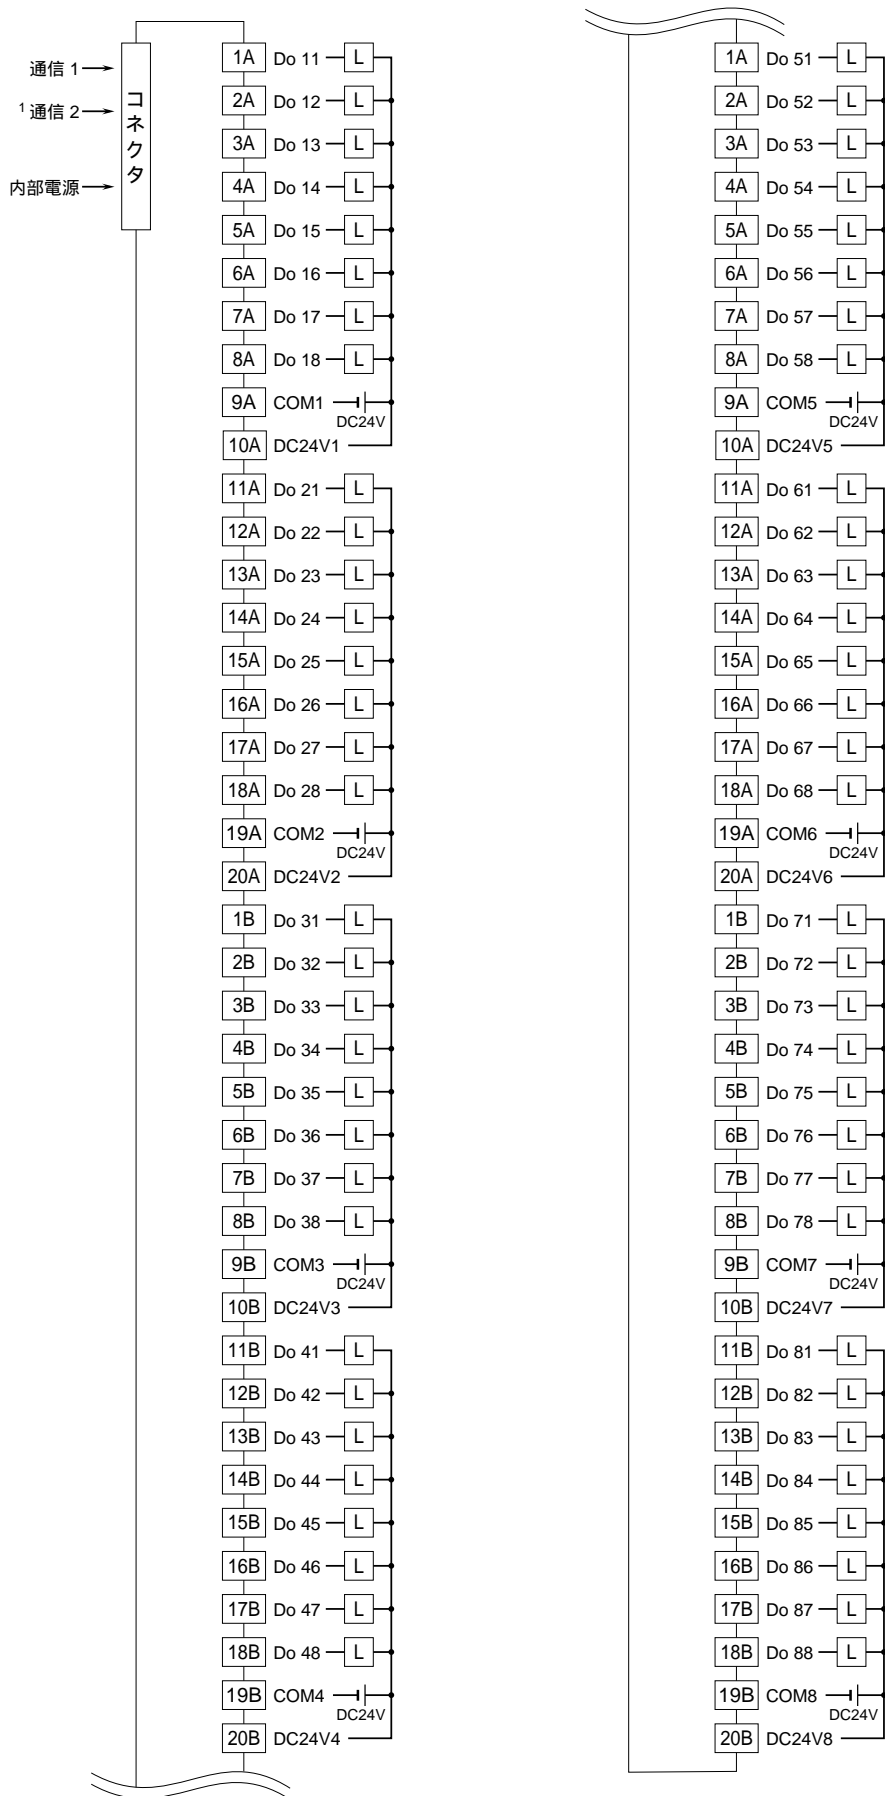 通信 1
1 通信 2
内部電源
コネクタ
1A Do 11 L
2A Do 12 L
3A Do 13 L
4A Do 14 L
5A Do 15 L
6A Do 16 L
7A Do 17 L
8A Do 18 L
9A COM1
DC24V
10A DC24V1
11A Do 21 L
12A Do 22 L
13A Do 23 L
14A Do 24 L
15A Do 25 L
16A Do 26 L
17A Do 27 L
18A Do 28 L
19A COM2
DC24V
20A DC24V2
1B Do 31 L
2B Do 32 L
3B Do 33 L
4B Do 34 L
5B Do 35 L
6B Do 36 L
7B Do 37 L
8B Do 38 L
9B COM3
DC24V
10B DC24V3
11B Do 41 L
12B Do 42 L
13B Do 43 L
14B Do 44 L
15B Do 45 L
16B Do 46 L
17B Do 47 L
18B Do 48 L
19B COM4
DC24V
20B DC24V4
1A Do 51 L
2A Do 52 L
3A Do 53 L
4A Do 54 L
5A Do 55 L
6A Do 56 L
7A Do 57 L
8A Do 58 L
9A COM5
DC24V
10A DC24V5
11A Do 61 L
12A Do 62 L
13A Do 63 L
14A Do 64 L
15A Do 65 L
16A Do 66 L
17A Do 67 L
18A Do 68 L
19A COM6
DC24V
20A DC24V6
1B Do 71 L
2B Do 72 L
3B Do 73 L
4B Do 74 L
5B Do 75 L
6B Do 76 L
7B Do 77 L
8B Do 78 L
9B COM7
DC24V
10B DC24V7
11B Do 81 L
12B Do 82 L
13B Do 83 L
14B Do 84 L
15B Do 85 L
16B Do 86 L
17B Do 87 L
18B Do 88 L
19B COM8
DC24V
20B DC24V8